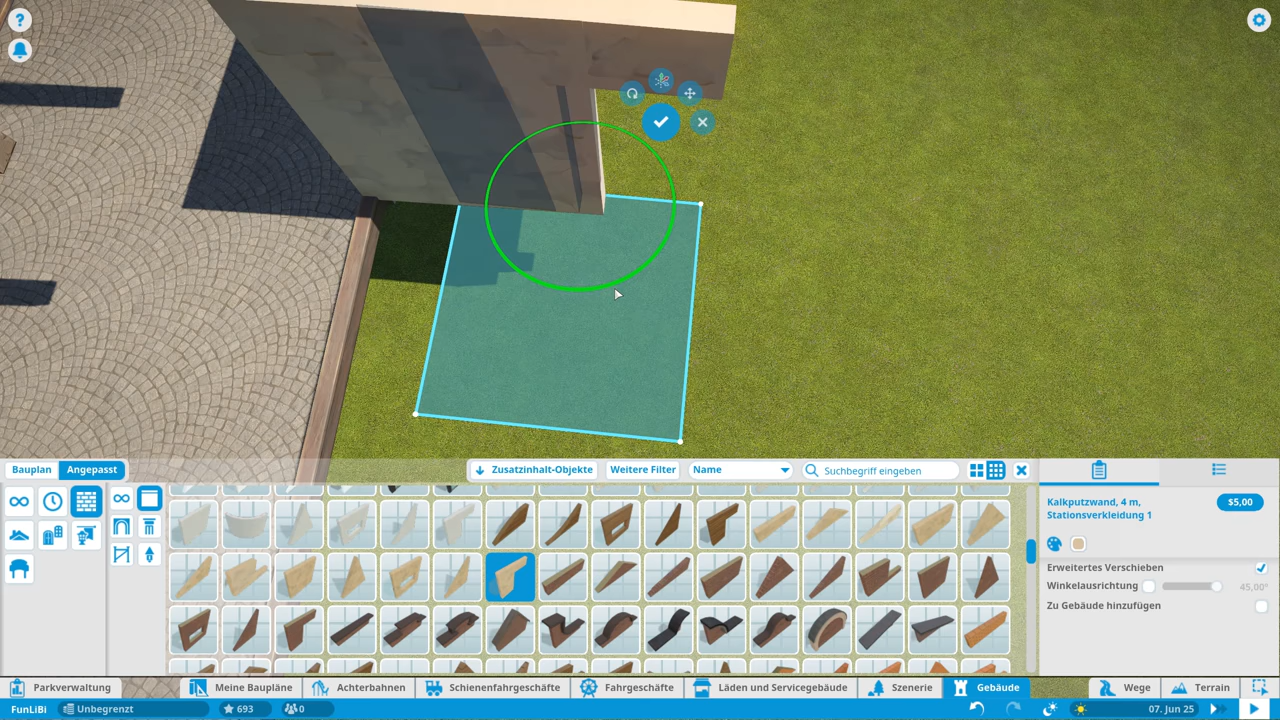 Bauplan
Angepasst
Zusatzinhalt-Objekte
Weitere Filter
Name
Suchbegriff eingeben
Kalkputzwand, 4 m,
Stationsverkleidung 1
$5,00
Erweitertes Verschieben
Winkelausrichtung
45,00°
Zu Gebäude hinzufügen
Parkverwaltung
Meine Baupläne
Achterbahnen
Schienenfahrgeschäfte
Fahrgeschäfte
Läden und Servicegebäude
Szenerie
Gebäude
Wege
Terrain
FunLiBi
Unbegrenzt
693
0
07. Jun 25